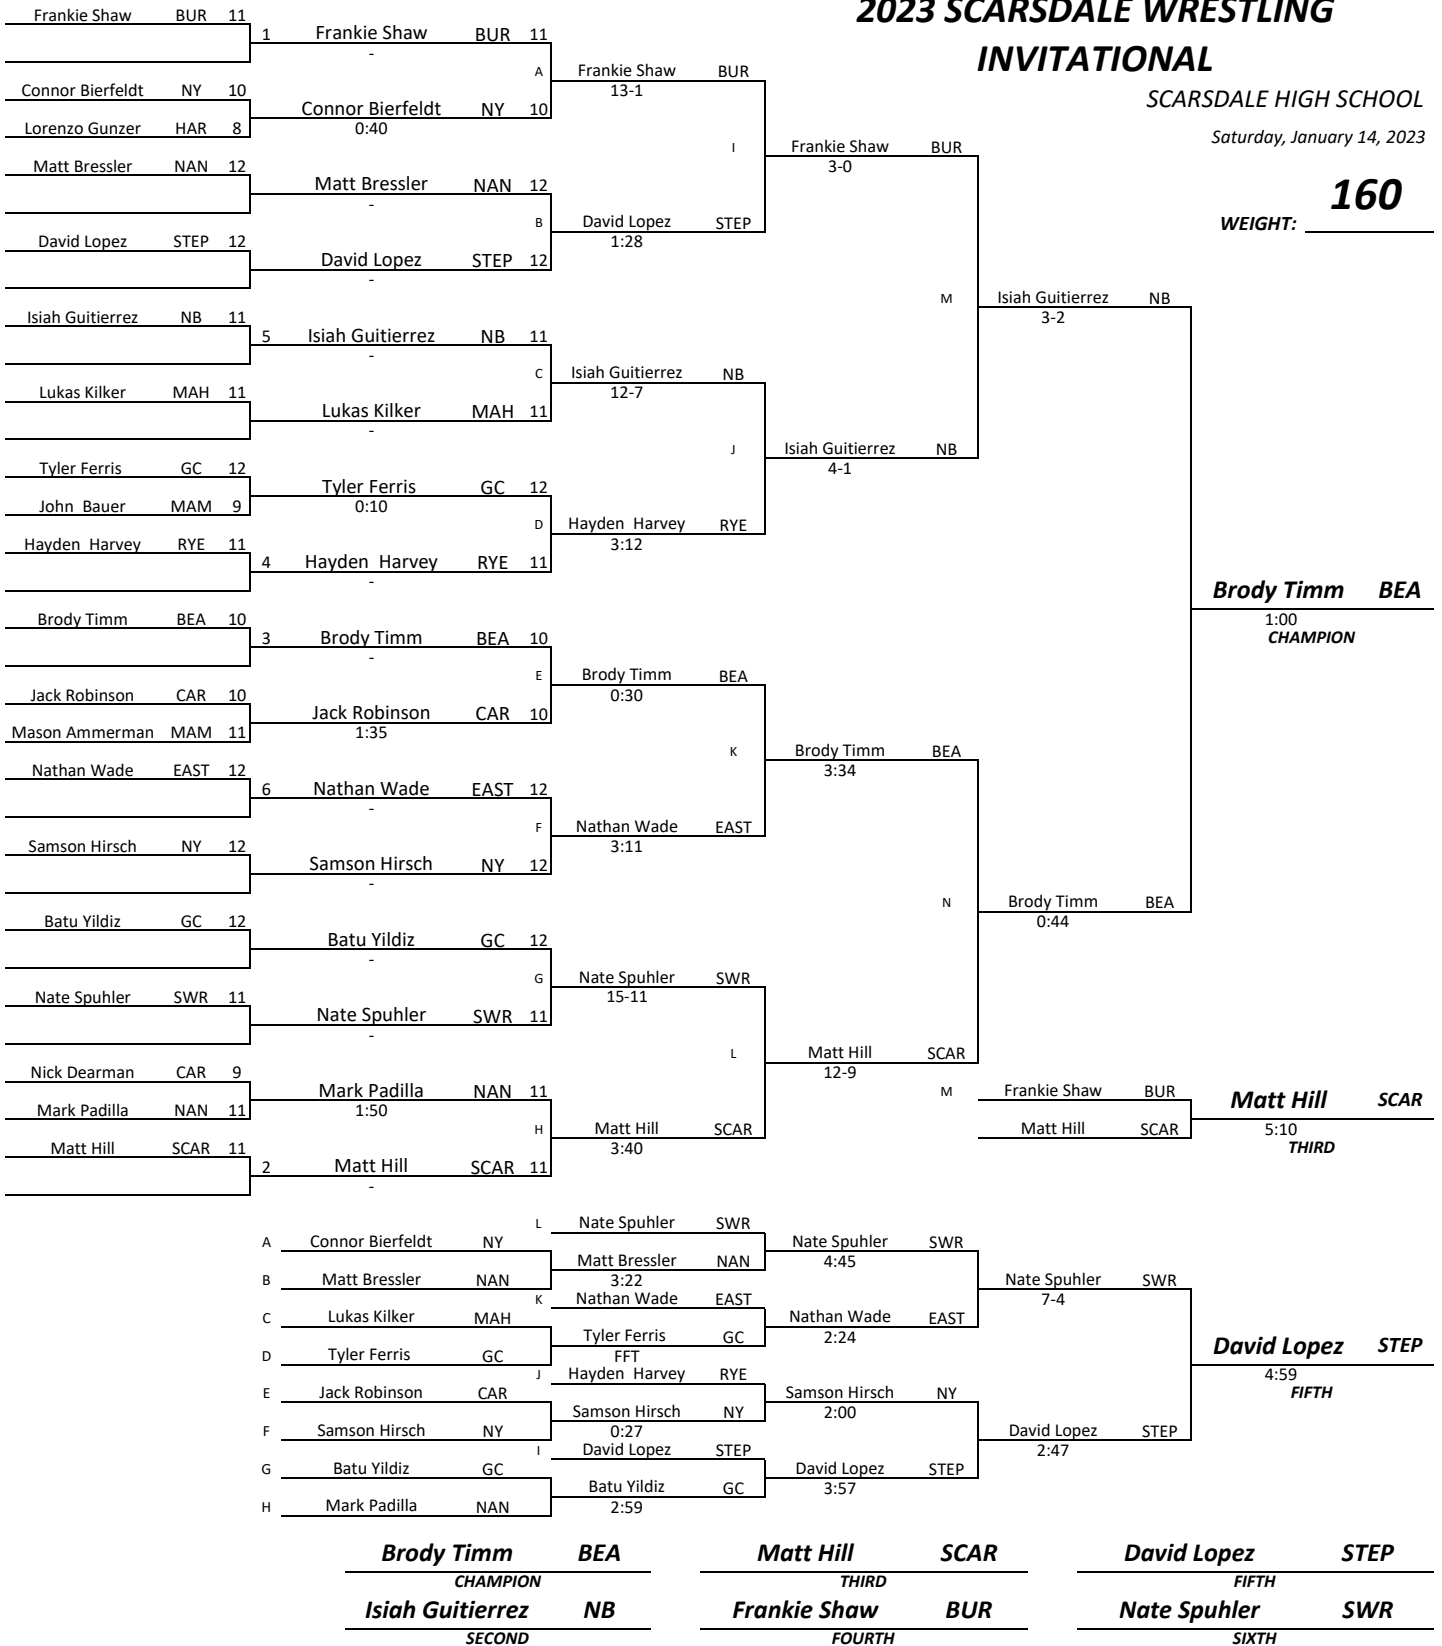 2023 SCARSDALE WRESTLING
INVITATIONAL
SCARSDALE HIGH SCHOOL
Saturday, January 14, 2023
160
WEIGHT:
Frankie Shaw BUR 11
Connor Bierfeldt NY 10
Lorenzo Gunzer HAR 8
Matt Bressler NAN 12
David Lopez STEP 12
Isiah Guitierrez NB 11
Lukas Kilker MAH 11
Tyler Ferris GC 12
John Bauer MAM 9
Hayden Harvey RYE 11
Brody Timm BEA 10
Jack Robinson CAR 10
Mason Ammerman MAM 11
Nathan Wade EAST 12
Samson Hirsch NY 12
Batu Yildiz GC 12
Nate Spuhler SWR 11
Nick Dearman CAR 9
Mark Padilla NAN 11
Matt Hill SCAR 11
1 Frankie Shaw BUR 11
-
Connor Bierfeldt NY 10
0:40
Matt Bressler NAN 12
-
David Lopez STEP 12
-
5 Isiah Guitierrez NB 11
-
Lukas Kilker MAH 11
-
Tyler Ferris GC 12
0:10
4 Hayden Harvey RYE 11
-
3 Brody Timm BEA 10
-
Jack Robinson CAR 10
1:35
6 Nathan Wade EAST 12
-
Samson Hirsch NY 12
-
Batu Yildiz GC 12
-
Nate Spuhler SWR 11
-
Mark Padilla NAN 11
1:50
2 Matt Hill SCAR 11
-
A Frankie Shaw BUR
13-1
B David Lopez STEP
1:28
C Isiah Guitierrez NB
12-7
D Hayden Harvey RYE
3:12
E Brody Timm BEA
0:30
F Nathan Wade EAST
3:11
G Nate Spuhler SWR
15-11
H Matt Hill SCAR
3:40
I Frankie Shaw BUR
3-0
J Isiah Guitierrez NB
4-1
K Brody Timm BEA
3:34
L Matt Hill SCAR
12-9
M Isiah Guitierrez NB
3-2
N Brody Timm BEA
0:44
Brody Timm BEA
1:00
CHAMPION
M Frankie Shaw BUR
Matt Hill SCAR
Matt Hill SCAR
5:10
THIRD
A Connor Bierfeldt NY
B Matt Bressler NAN
C Lukas Kilker MAH
D Tyler Ferris GC
E Jack Robinson CAR
F Samson Hirsch NY
G Batu Yildiz GC
H Mark Padilla NAN
L Nate Spuhler SWR
Matt Bressler NAN
3:22
K Nathan Wade EAST
Tyler Ferris GC
FFT
J Hayden Harvey RYE
Samson Hirsch NY
0:27
I David Lopez STEP
Batu Yildiz GC
2:59
Nate Spuhler SWR
4:45
Nathan Wade EAST
2:24
Samson Hirsch NY
2:00
David Lopez STEP
3:57
Nate Spuhler SWR
7-4
David Lopez STEP
2:47
David Lopez STEP
4:59
FIFTH
Brody Timm BEA Matt Hill SCAR David Lopez STEP
CHAMPION THIRD FIFTH
Isiah Guitierrez NB Frankie Shaw BUR Nate Spuhler SWR
SECOND FOURTH SIXTH